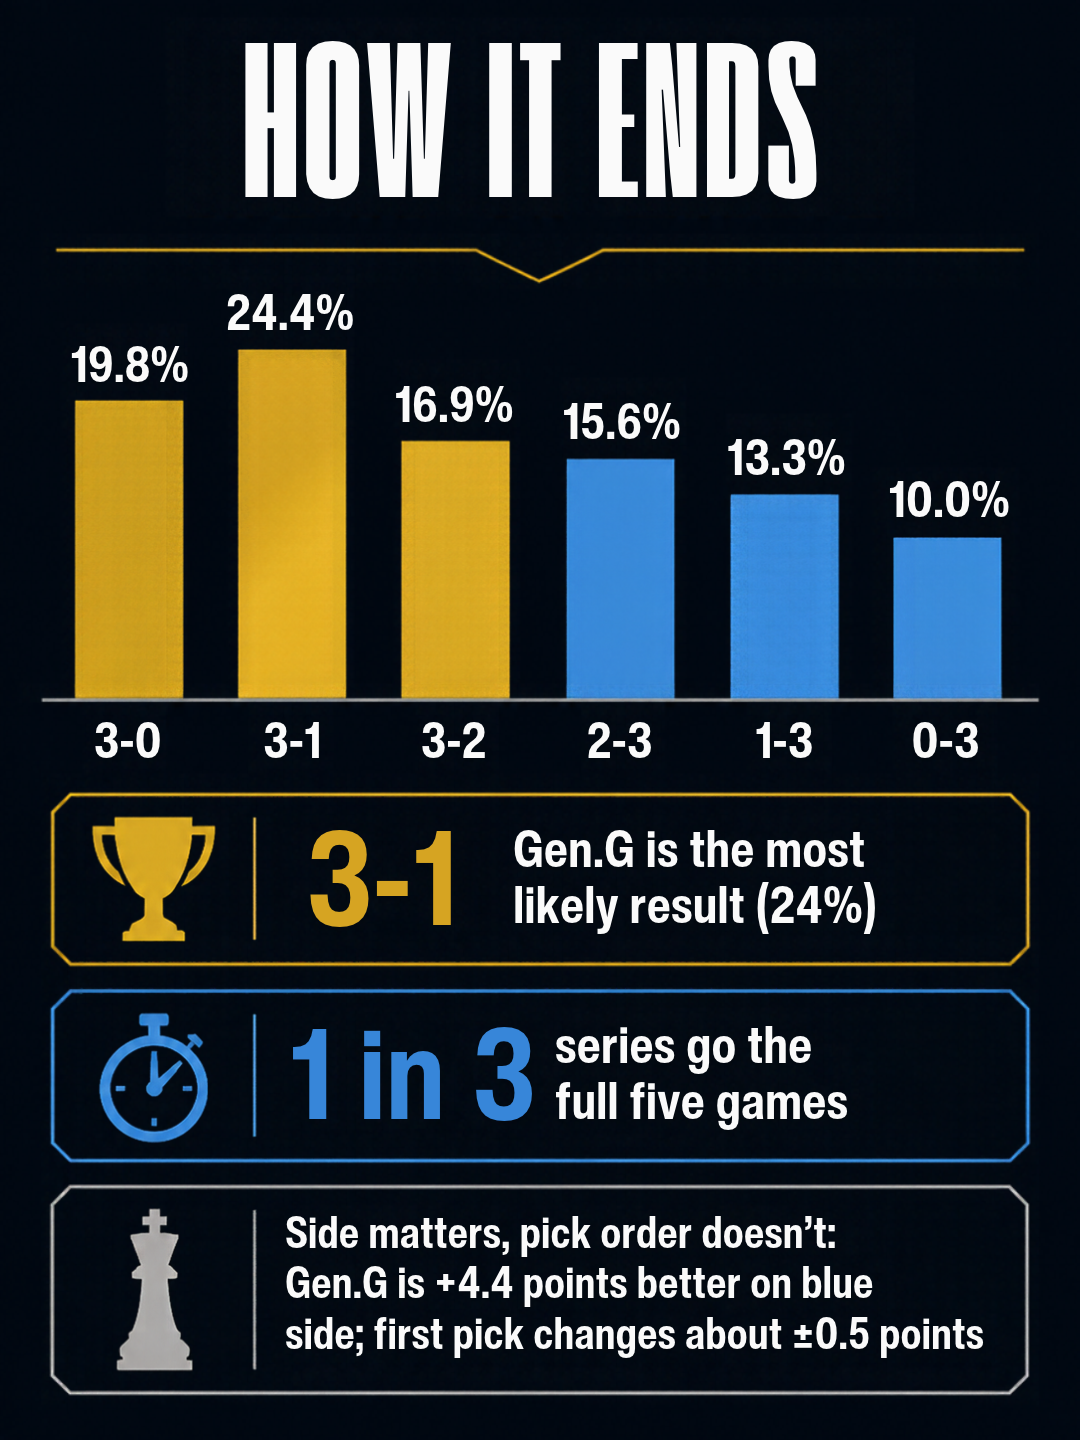 HOW IT ENDS
24.4%
19.8%
16.9%
15.6%
13.3%
10.0%
3-0
3-1
3-2
2-3
1-3
0-3
3-1
Gen.G is the most
likely result (24%)
1 in 3
series go the
full five games
Side matters, pick order doesn’t:
Gen.G is +4.4 points better on blue
side; first pick changes about ±0.5 points